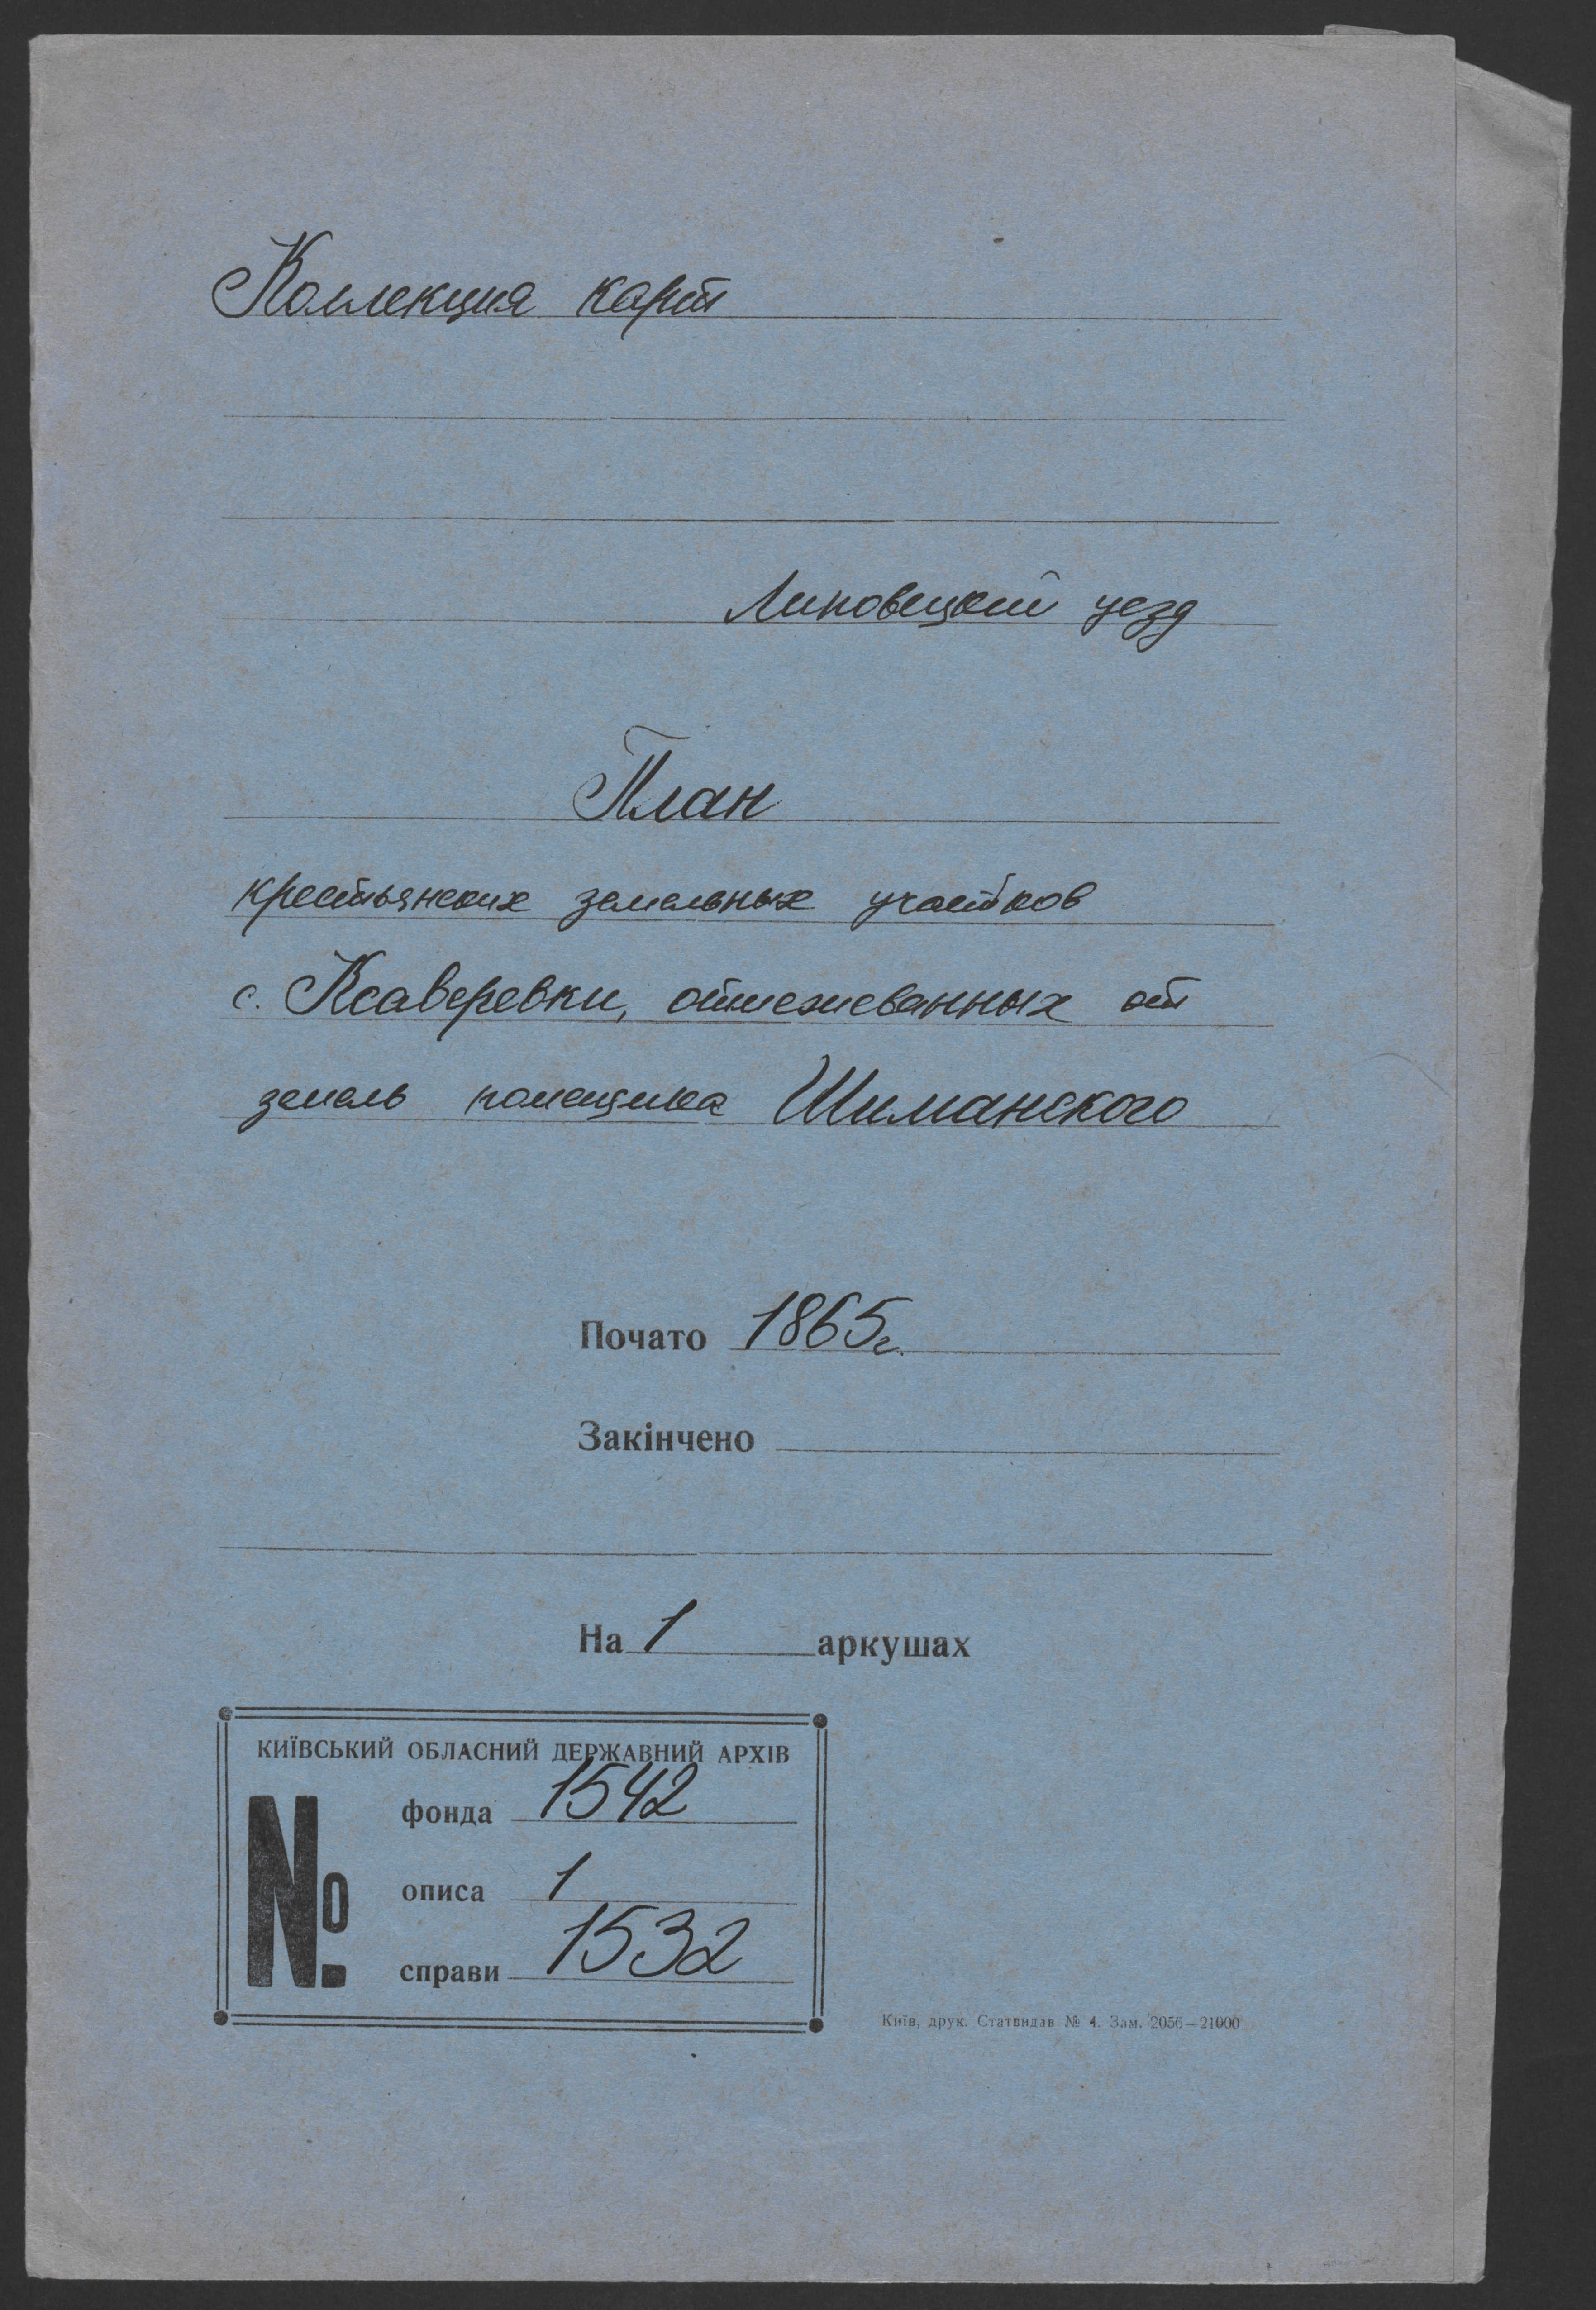 Коллекция карт
Липовецкий уезд
План
крестьянских земельных участков
с. Ксаверевки, отмежеванных от
земель помещика Шиманского
Почато 1865г.
Закінчено
На 1 аркушах
КИЇВСЬКИЙ ОБЛАСНИЙ ДЕРЖАВНИЙ АРХІВ
№ фонда 1542
описа 1
справи 1532
Київ, друк. Статвидав № 4. Зам. 2056—21000